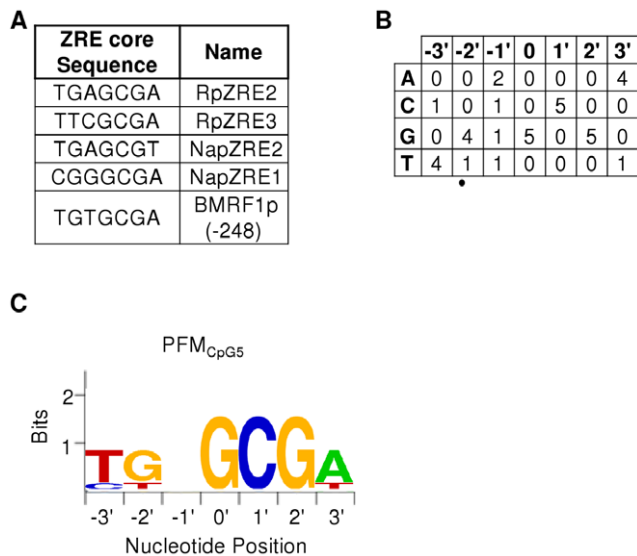 A
ZRE core Sequence Name
TGAGCGA RpZRE2
TTCGCGA RpZRE3
TGAGCGT NapZRE2
CGGGCGA NapZRE1
TGTGCGA BMRF1p (-248)
B
-3' -2' -1' 0 1' 2' 3'
A 0 0 2 0 0 0 4
C 1 0 1 0 5 0 0
G 0 4 1 5 0 5 0
T 4 1 1 0 0 0 1
C
PFMCpG5
Bits
2
1
TG GCGA
CT T
-3' -2' -1' 0' 1' 2' 3'
Nucleotide Position